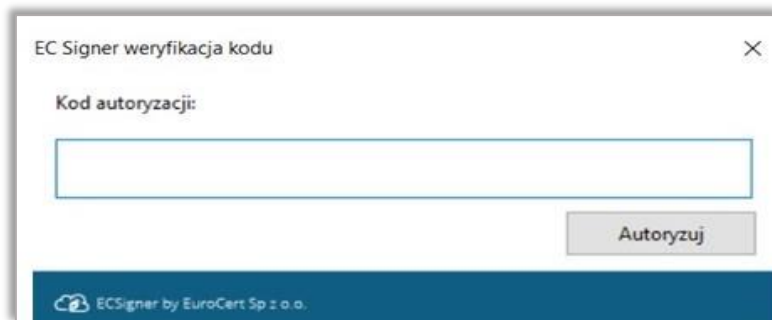 EC Signer weryfikacja kodu
Kod autoryzacji:
Autoryzuj
ECSigner by EuroCert Sp z o.o.